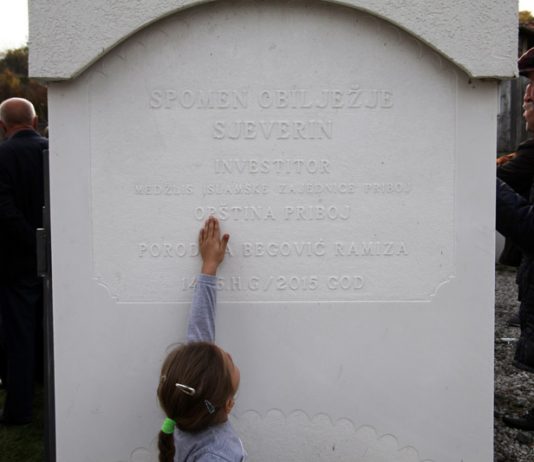 SPOMEN OBILJEŽJE
SJEVERIN
INVESTITOR
MEDŽLIS ISLAMSKE ZAJEDNICE PRIBOJ
OPŠTINA PRIBOJ
BEGOVIĆ RAMIZA
H.G/2015 GOD